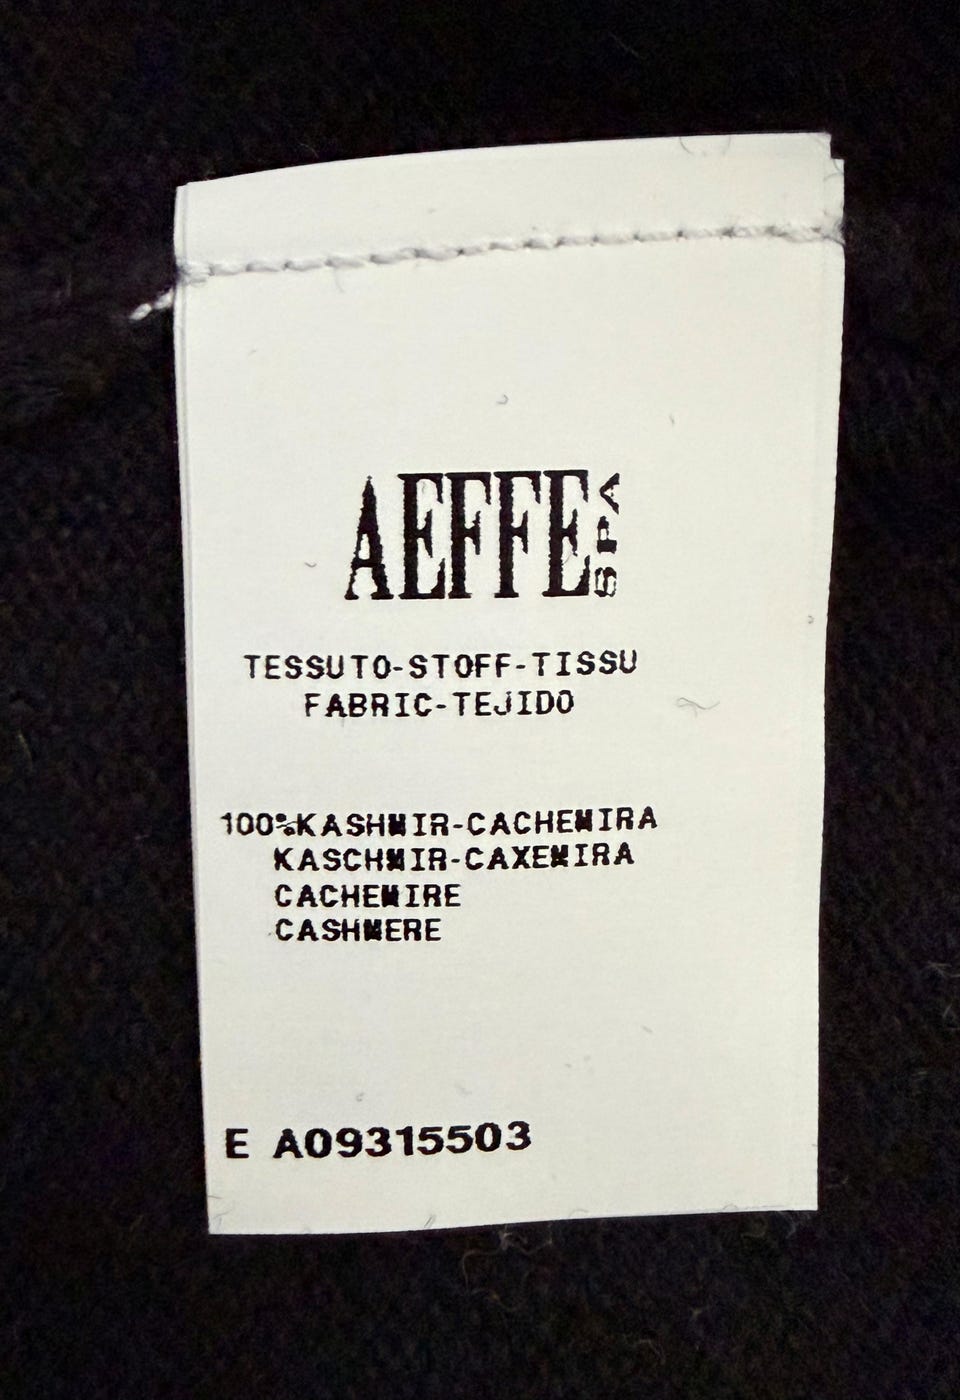 AEFFE SPA
TESSUTO-STOFF-TISSU
FABRIC-TEJIDO
100%KASHMIR-CACHEMIRA
KASCHMIR-CAXEMIRA
CACHEMIRE
CASHMERE
E A09315503